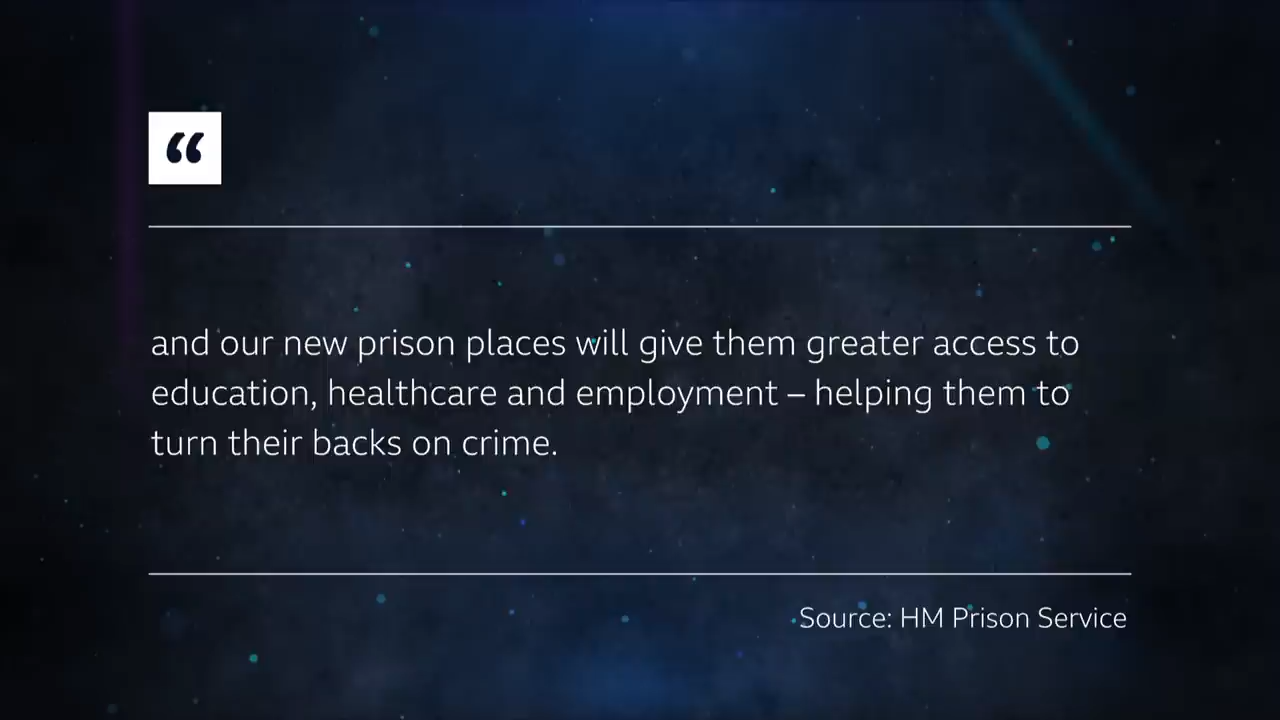 “
and our new prison places will give them greater access to
education, healthcare and employment – helping them to
turn their backs on crime.
Source: HM Prison Service